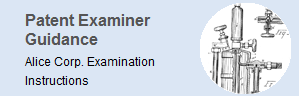 Patent Examiner
Guidance
Alice Corp. Examination
Instructions